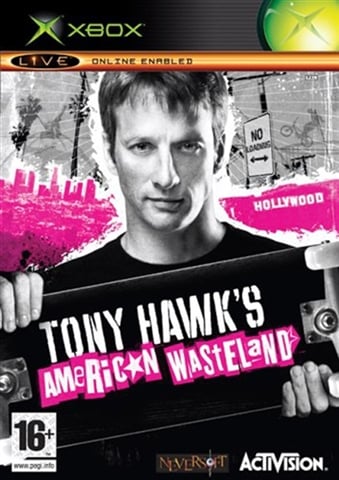 XBOX
LIVE ONLINE ENABLED
NO
LOADING
HOLLYWOOD
TONY HAWK'S
AMERICAN WASTELAND
16+
www.pegi.info
NEVERSOFT
ACTIVISION